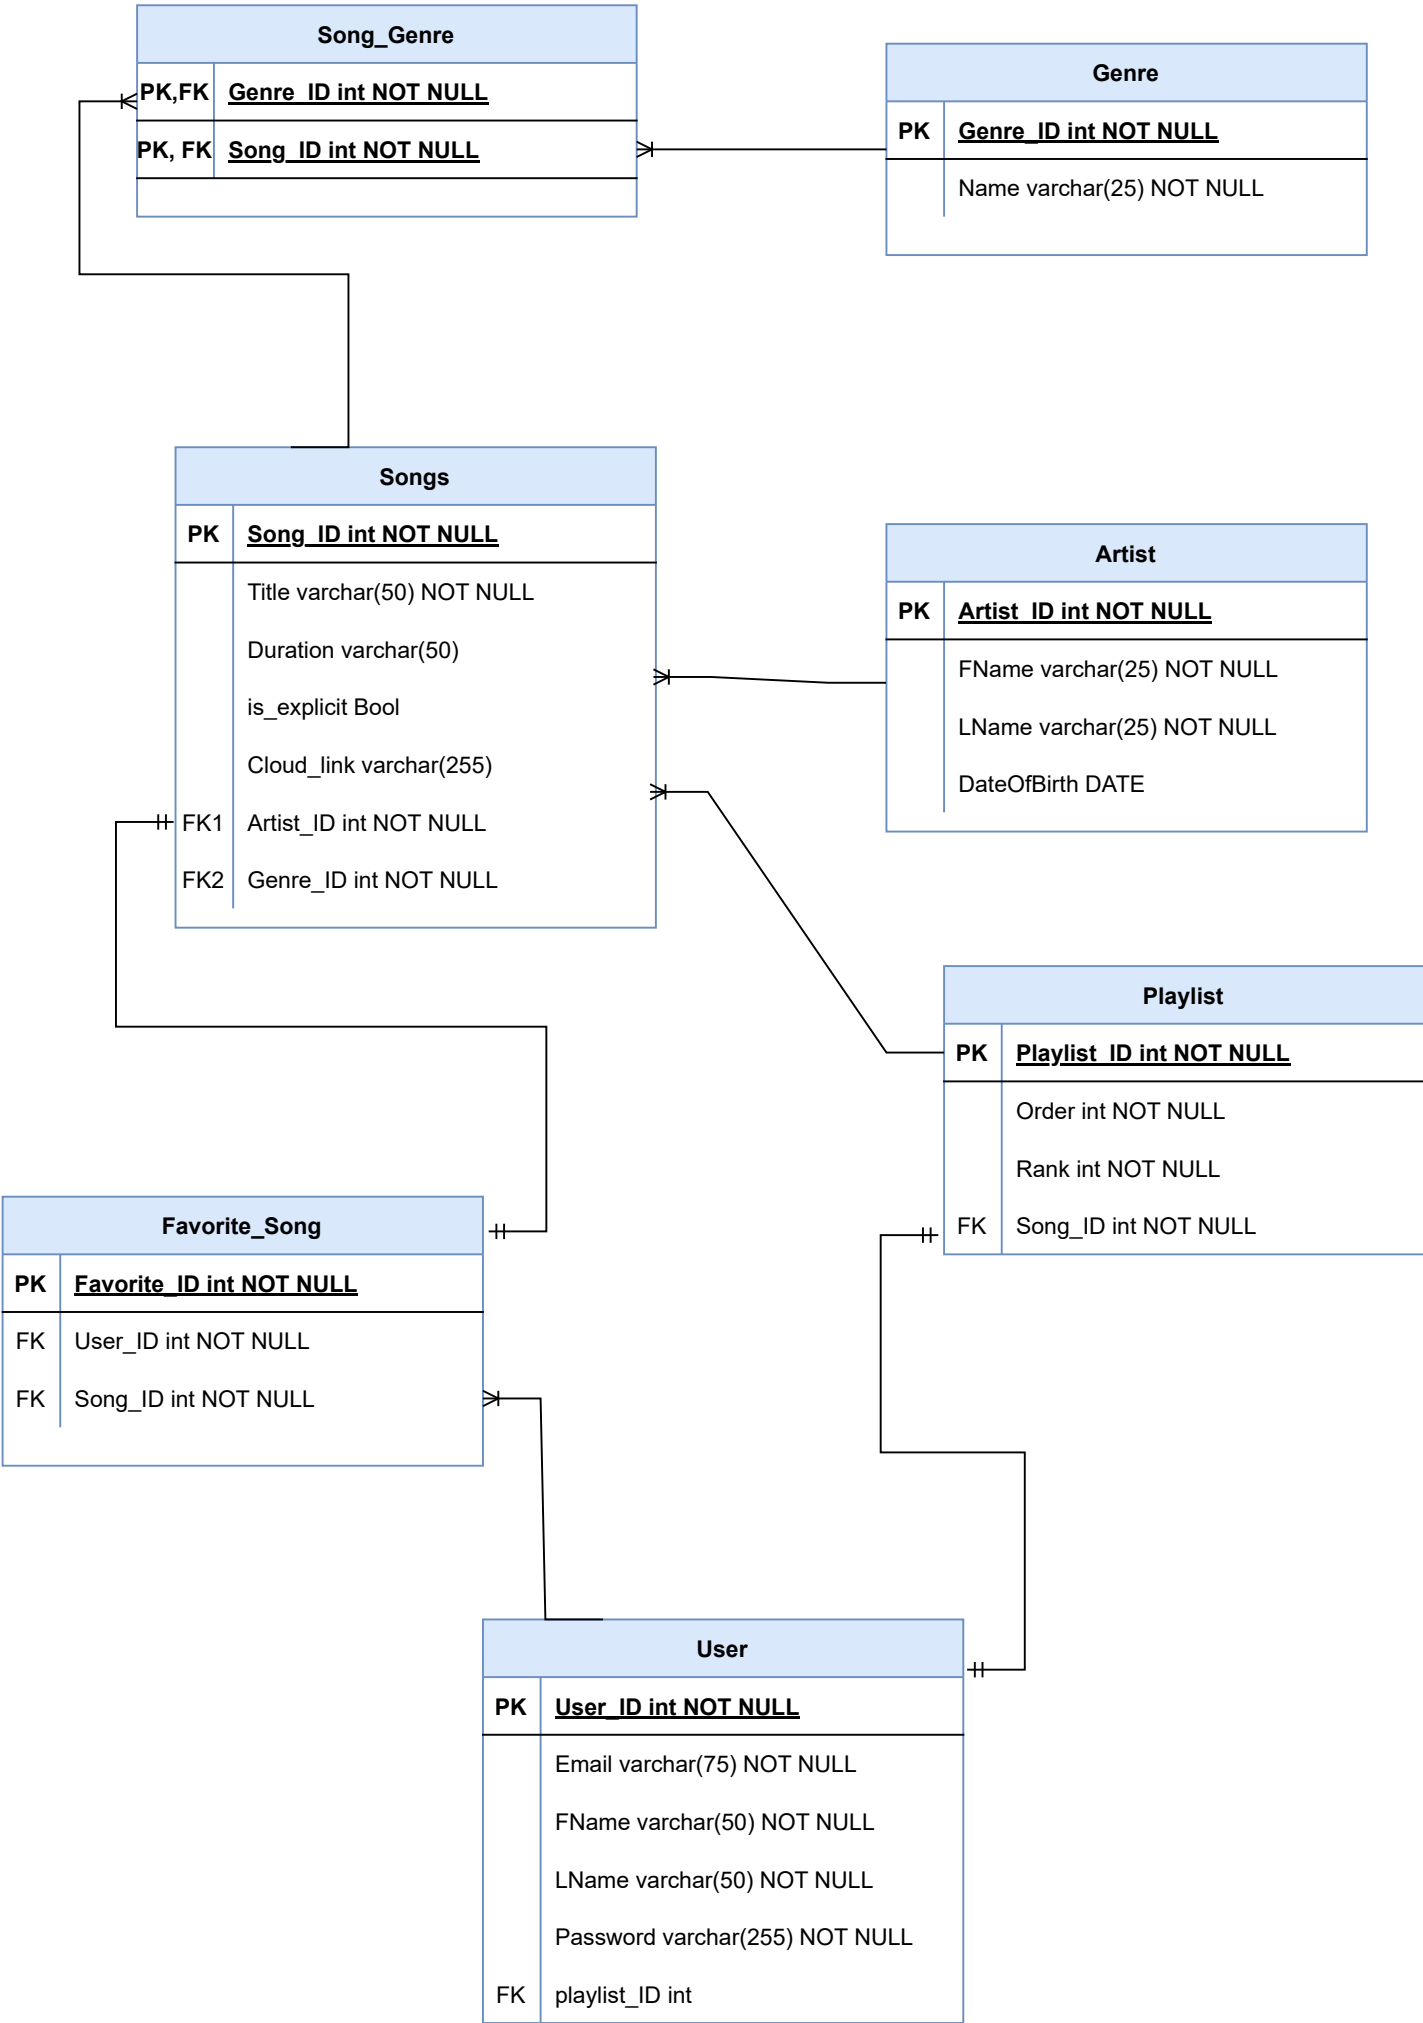 Song_Genre
PK,FK Genre_ID int NOT NULL
PK, FK Song_ID int NOT NULL
Genre
PK Genre_ID int NOT NULL
Name varchar(25) NOT NULL
Songs
PK Song_ID int NOT NULL
Title varchar(50) NOT NULL
Duration varchar(50)
is_explicit Bool
Cloud_link varchar(255)
FK1 Artist_ID int NOT NULL
FK2 Genre_ID int NOT NULL
Artist
PK Artist_ID int NOT NULL
FName varchar(25) NOT NULL
LName varchar(25) NOT NULL
DateOfBirth DATE
Playlist
PK Playlist_ID int NOT NULL
Order int NOT NULL
Rank int NOT NULL
FK Song_ID int NOT NULL
Favorite_Song
PK Favorite_ID int NOT NULL
FK User_ID int NOT NULL
FK Song_ID int NOT NULL
User
PK User_ID int NOT NULL
Email varchar(75) NOT NULL
FName varchar(50) NOT NULL
LName varchar(50) NOT NULL
Password varchar(255) NOT NULL
FK playlist_ID int